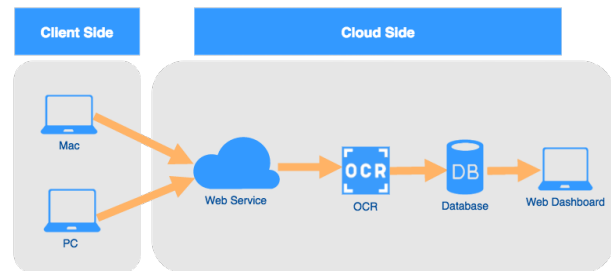 Client Side
Cloud Side
Mac
PC
Web Service
OCR
OCR
DB
Database
Web Dashboard